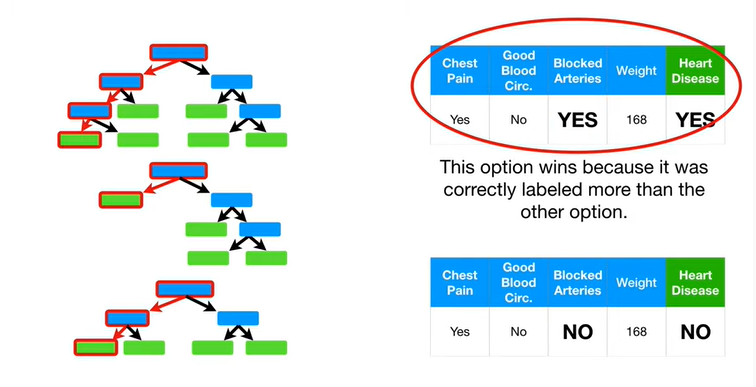 Chest Pain Good Blood Circ. Blocked Arteries Weight Heart Disease
Yes No YES 168 YES
This option wins because it was
correctly labeled more than the
other option.
Chest Pain Good Blood Circ. Blocked Arteries Weight Heart Disease
Yes No NO 168 NO